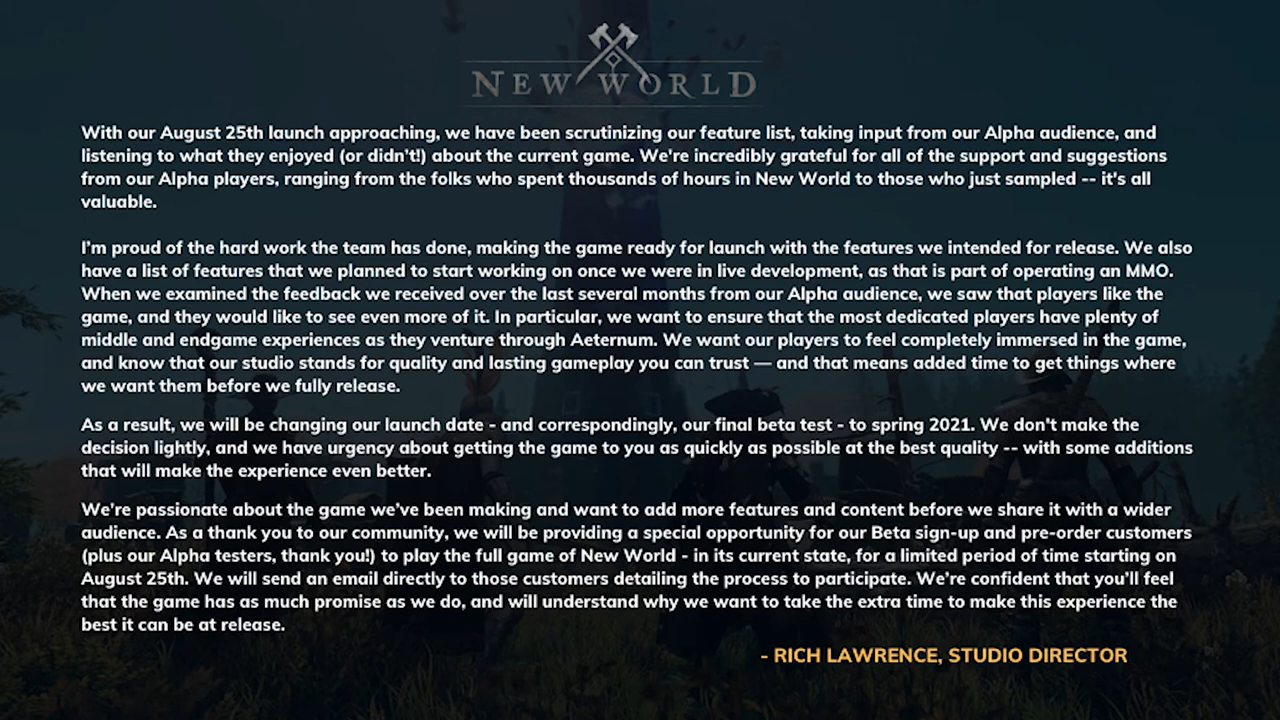 NEW WORLD
With our August 25th launch approaching, we have been scrutinizing our feature list, taking input from our Alpha audience, and
listening to what they enjoyed (or didn't!) about the current game. We're incredibly grateful for all of the support and suggestions
from our Alpha players, ranging from the folks who spent thousands of hours in New World to those who just sampled -- it's all
valuable.
I'm proud of the hard work the team has done, making the game ready for launch with the features we intended for release. We also
have a list of features that we planned to start working on once we were in live development, as that is part of operating an MMO.
When we examined the feedback we received over the last several months from our Alpha audience, we saw that players like the
game, and they would like to see even more of it. In particular, we want to ensure that the most dedicated players have plenty of
middle and endgame experiences as they venture through Aeternum. We want our players to feel completely immersed in the game,
and know that our studio stands for quality and lasting gameplay you can trust — and that means added time to get things where
we want them before we fully release.
As a result, we will be changing our launch date - and correspondingly, our final beta test - to spring 2021. We don't make the
decision lightly, and we have urgency about getting the game to you as quickly as possible at the best quality -- with some additions
that will make the experience even better.
We're passionate about the game we've been making and want to add more features and content before we share it with a wider
audience. As a thank you to our community, we will be providing a special opportunity for our Beta sign-up and pre-order customers
(plus our Alpha testers, thank you!) to play the full game of New World - in its current state, for a limited period of time starting on
August 25th. We will send an email directly to those customers detailing the process to participate. We're confident that you'll feel
that the game has as much promise as we do, and will understand why we want to take the extra time to make this experience the
best it can be at release.
- RICH LAWRENCE, STUDIO DIRECTOR